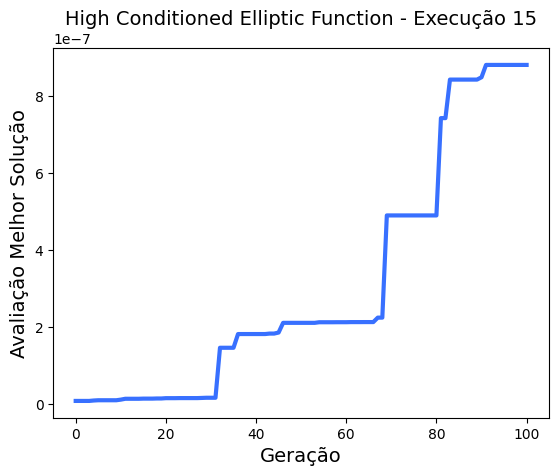 High Conditioned Elliptic Function - Execução 15
1e−7
8
6
4
2
0
Avaliação Melhor Solução
0 20 40 60 80 100
Geração